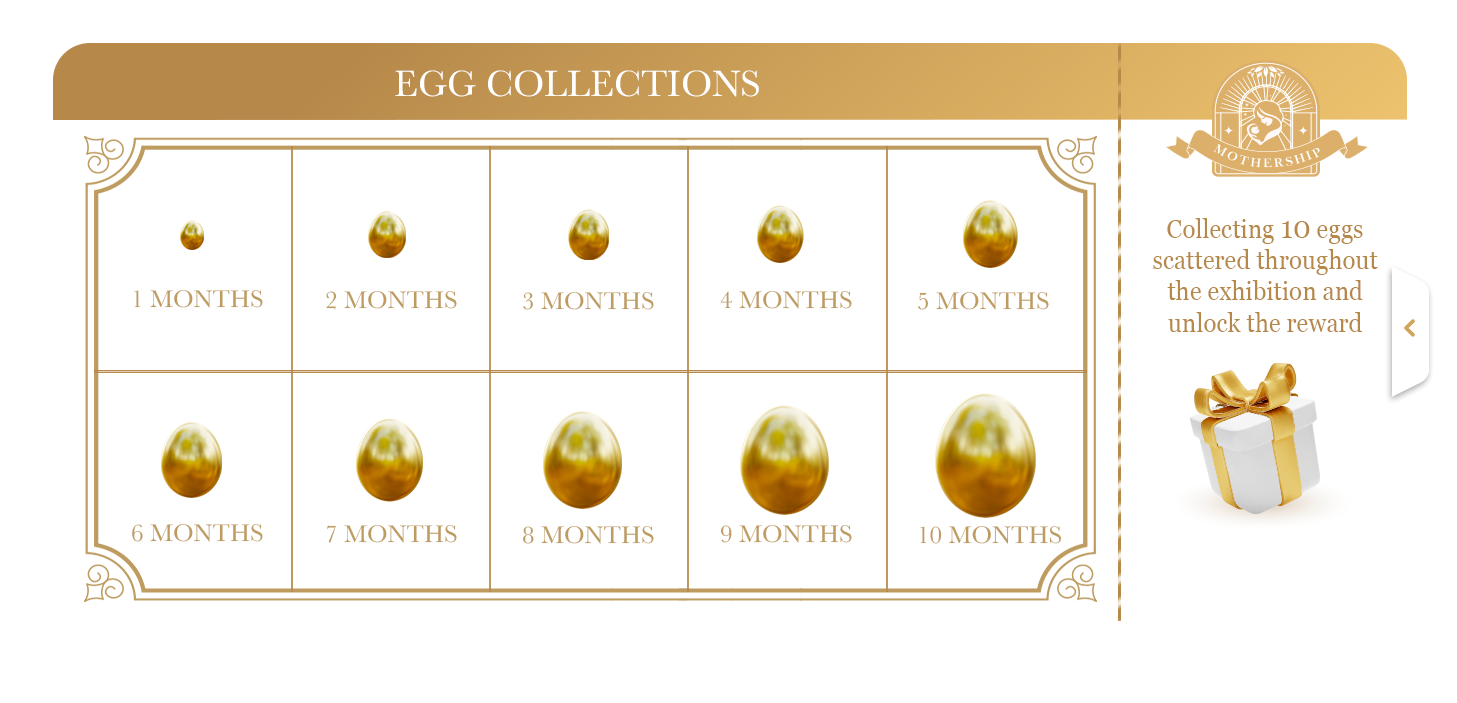 EGG COLLECTIONS
MOTHERSHIP
1 MONTHS
2 MONTHS
3 MONTHS
4 MONTHS
5 MONTHS
6 MONTHS
7 MONTHS
8 MONTHS
9 MONTHS
10 MONTHS
Collecting 10 eggs
scattered throughout
the exhibition and
unlock the reward